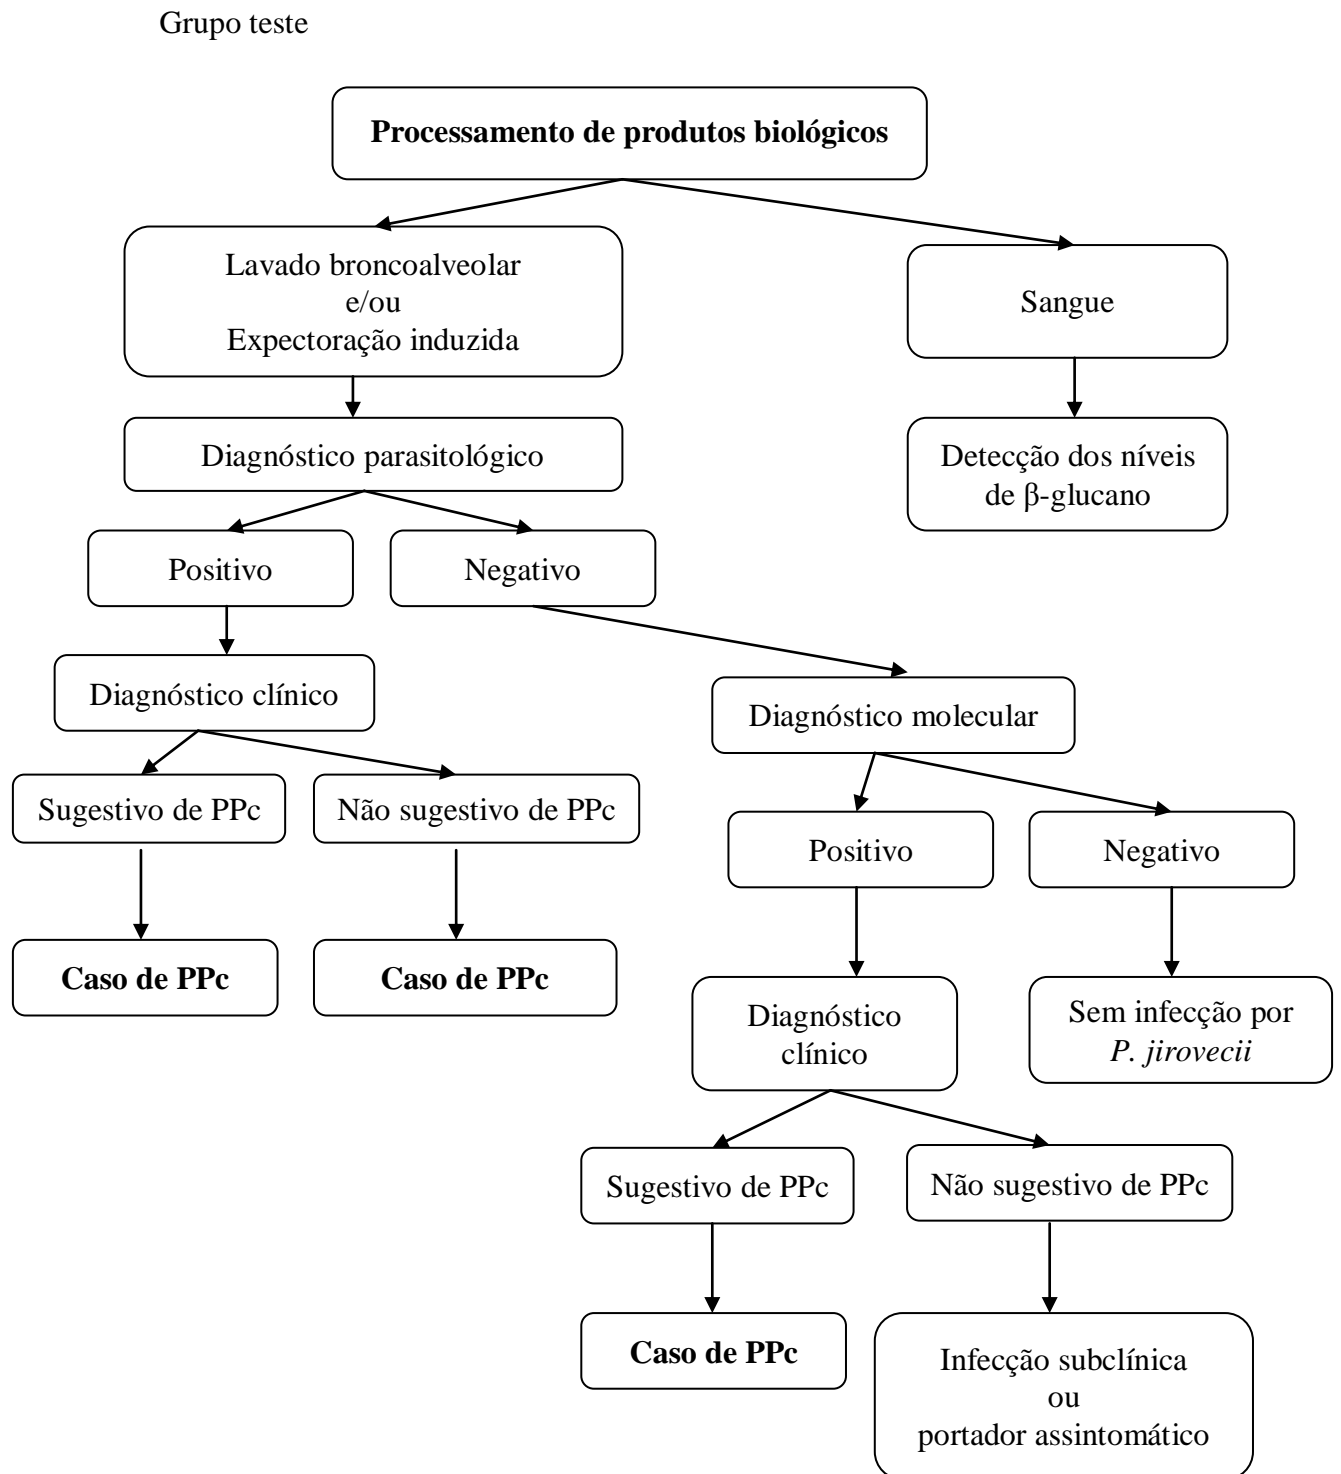 Grupo teste
Processamento de produtos biológicos
Lavado broncoalveolar
e/ou
Expectoração induzida
Sangue
Diagnóstico parasitológico
Detecção dos níveis
de β-glucano
Positivo
Negativo
Diagnóstico clínico
Diagnóstico molecular
Sugestivo de PPc
Não sugestivo de PPc
Positivo
Negativo
Caso de PPc
Caso de PPc
Diagnóstico
clínico
Sem infecção por
P. jirovecii
Sugestivo de PPc
Não sugestivo de PPc
Caso de PPc
Infecção subclínica
ou
portador assintomático